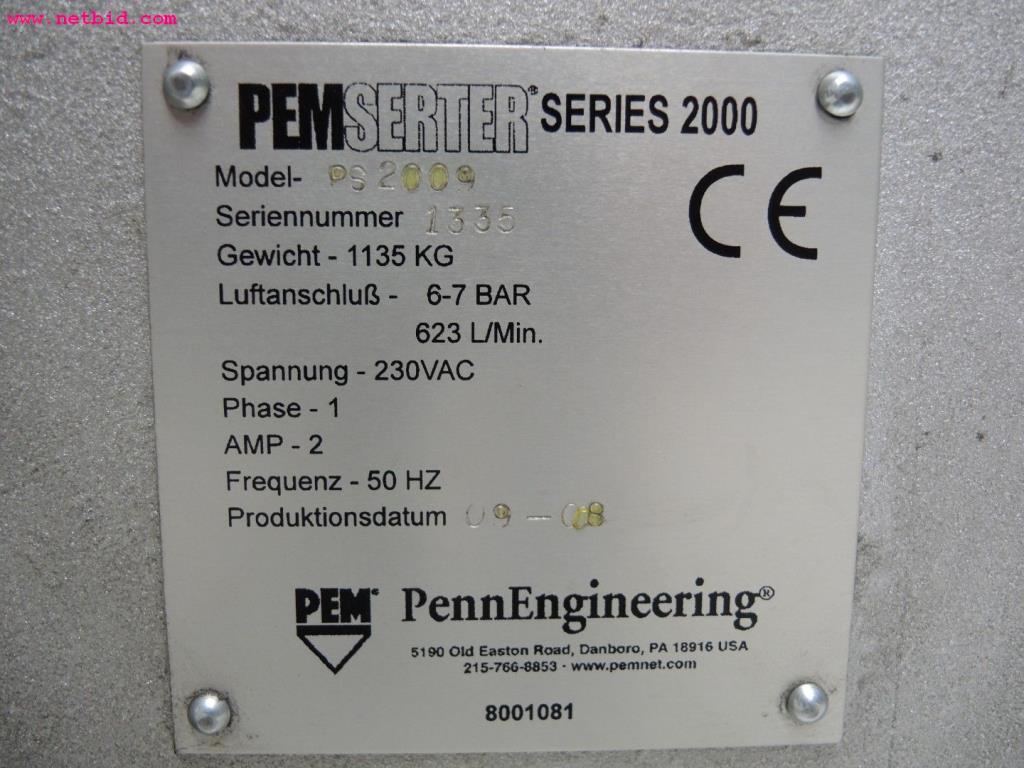 www.netbid.com
PEMSERTER® SERIES 2000
Model- PS2009
Seriennummer 1335
Gewicht - 1135 KG
Luftanschluß - 6-7 BAR
623 L/Min.
Spannung - 230VAC
Phase - 1
AMP - 2
Frequenz - 50 HZ
Produktionsdatum 09-08
CE
PEM® PennEngineering®
5190 Old Easton Road, Danboro, PA 18916 USA
215-766-8853 · www.pemnet.com
8001081